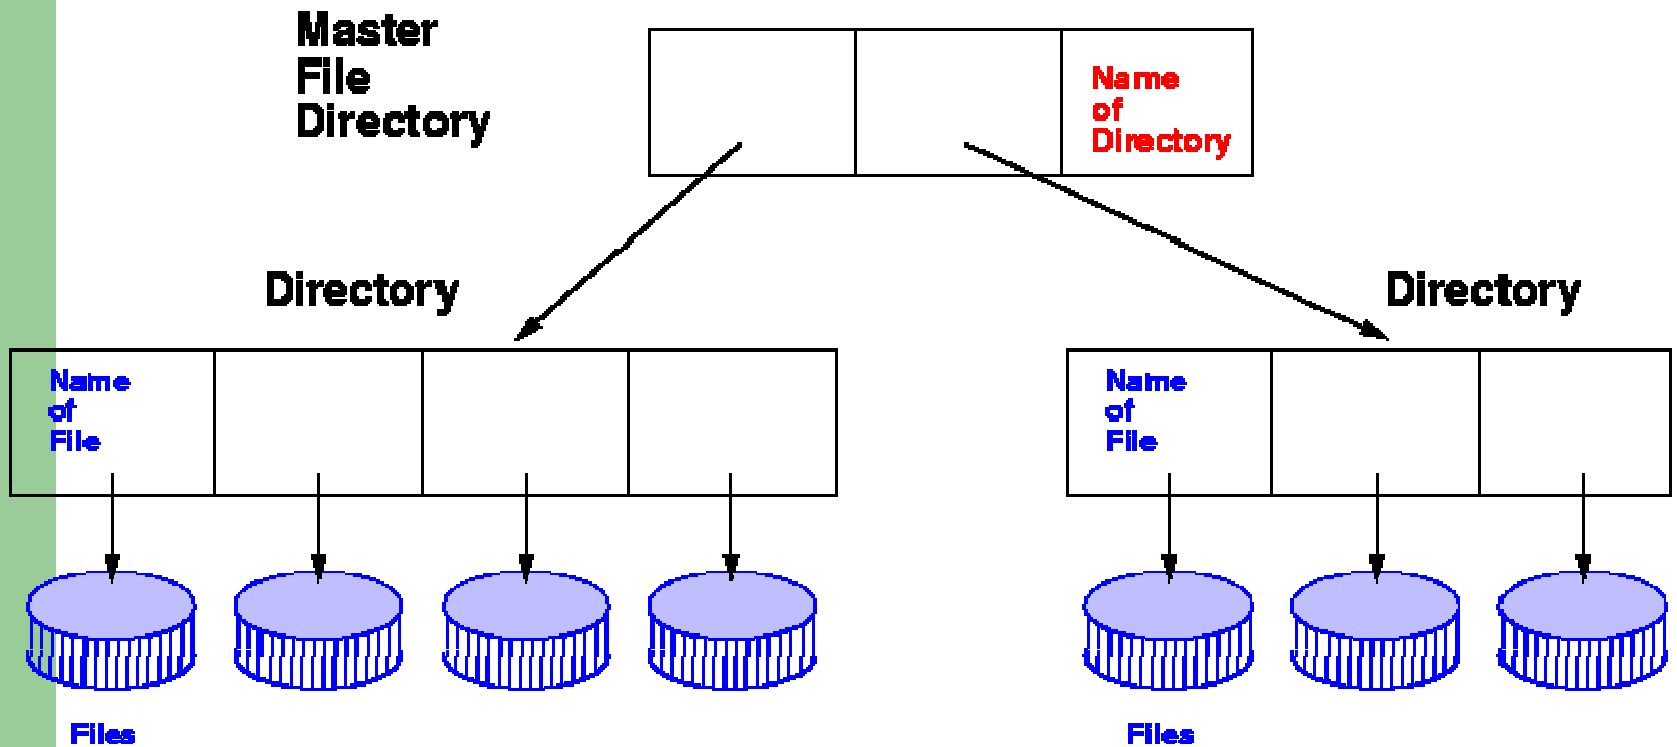 Master
File
Directory
Name
of
Directory
Directory
Directory
Name
of
File
Name
of
File
Files
Files